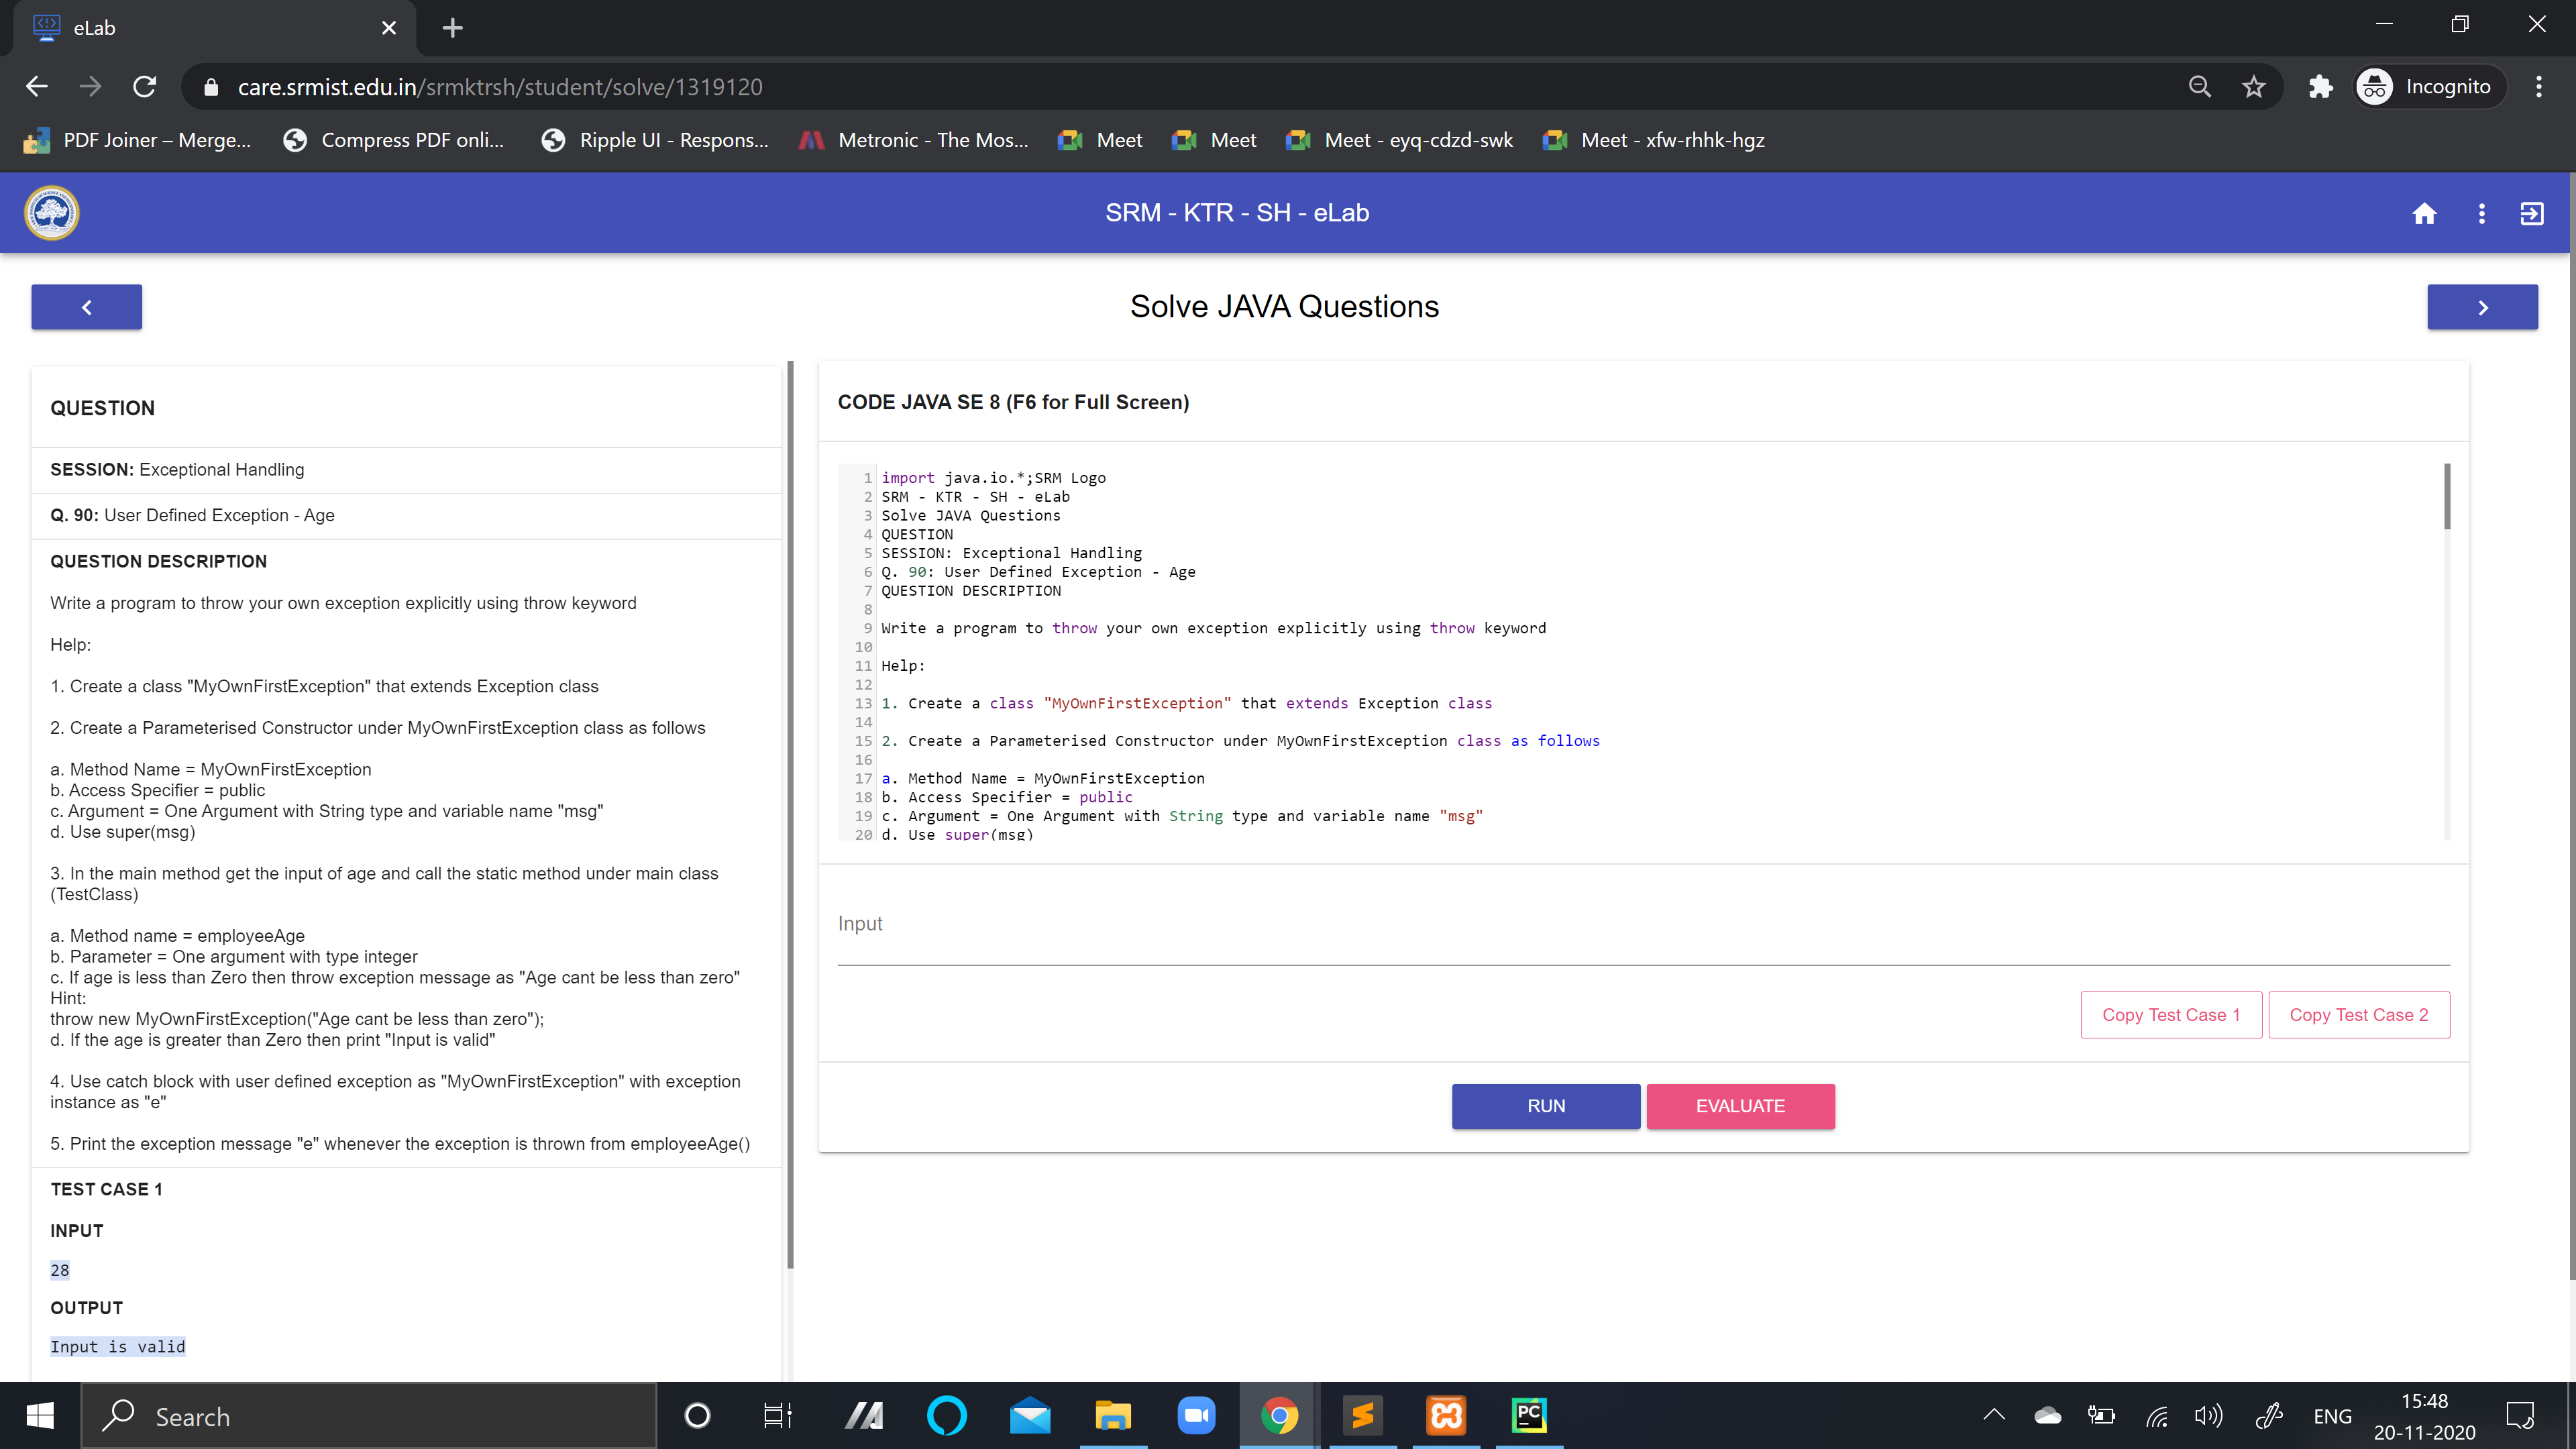 eLab
care.srmist.edu.in/srmktrsh/student/solve/1319120
Incognito
PDF Joiner – Merge...
Compress PDF onli...
Ripple UI - Respons...
Metronic - The Mos...
Meet
Meet
Meet - eyq-cdzd-swk
Meet - xfw-rhhk-hgz
SRM - KTR - SH - eLab
Solve JAVA Questions
QUESTION
SESSION: Exceptional Handling
Q. 90: User Defined Exception - Age
QUESTION DESCRIPTION
Write a program to throw your own exception explicitly using throw keyword
Help:
1. Create a class "MyOwnFirstException" that extends Exception class
2. Create a Parameterised Constructor under MyOwnFirstException class as follows
a. Method Name = MyOwnFirstException
b. Access Specifier = public
c. Argument = One Argument with String type and variable name "msg"
d. Use super(msg)
3. In the main method get the input of age and call the static method under main class
(TestClass)
a. Method name = employeeAge
b. Parameter = One argument with type integer
c. If age is less than Zero then throw exception message as "Age cant be less than zero"
Hint:
throw new MyOwnFirstException("Age cant be less than zero");
d. If the age is greater than Zero then print "Input is valid"
4. Use catch block with user defined exception as "MyOwnFirstException" with exception
instance as "e"
5. Print the exception message "e" whenever the exception is thrown from employeeAge()
TEST CASE 1
INPUT
28
OUTPUT
Input is valid
CODE JAVA SE 8 (F6 for Full Screen)
1 import java.io.*;SRM Logo
2 SRM - KTR - SH - eLab
3 Solve JAVA Questions
4 QUESTION
5 SESSION: Exceptional Handling
6 Q. 90: User Defined Exception - Age
7 QUESTION DESCRIPTION
8
9 Write a program to throw your own exception explicitly using throw keyword
10
11 Help:
12
13 1. Create a class "MyOwnFirstException" that extends Exception class
14
15 2. Create a Parameterised Constructor under MyOwnFirstException class as follows
16
17 a. Method Name = MyOwnFirstException
18 b. Access Specifier = public
19 c. Argument = One Argument with String type and variable name "msg"
20 d. Use super(msg)
Input
Copy Test Case 1
Copy Test Case 2
RUN
EVALUATE
Search
PC
ENG
15:48
20-11-2020